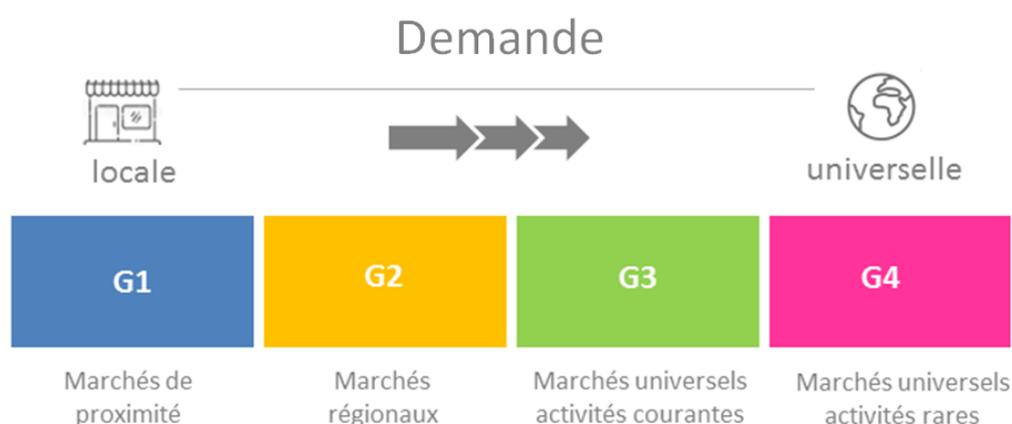 Demande
locale
universelle
G1
G2
G3
G4
Marchés de
proximité
Marchés
régionaux
Marchés universels
activités courantes
Marchés universels
activités rares